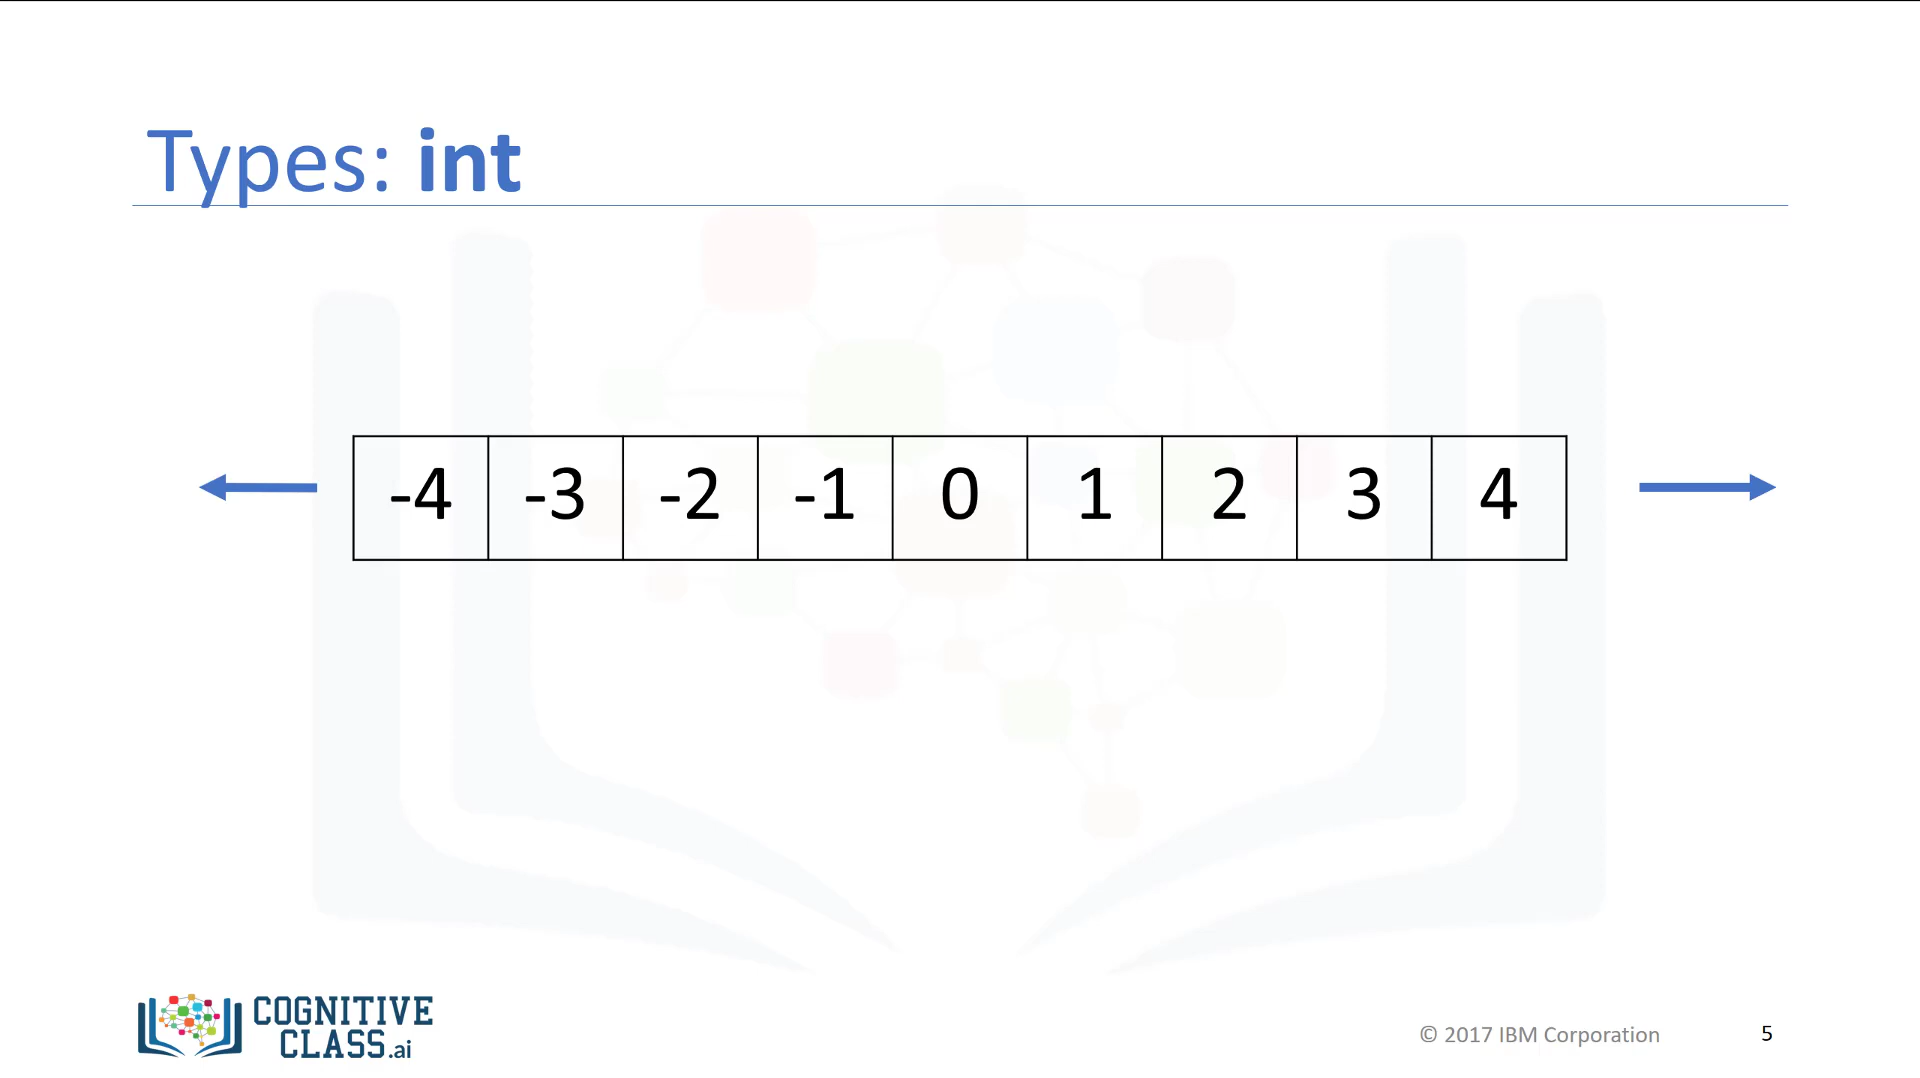 Types: int
-4 -3 -2 -1 0 1 2 3 4
COGNITIVE
CLASS.ai
© 2017 IBM Corporation 5